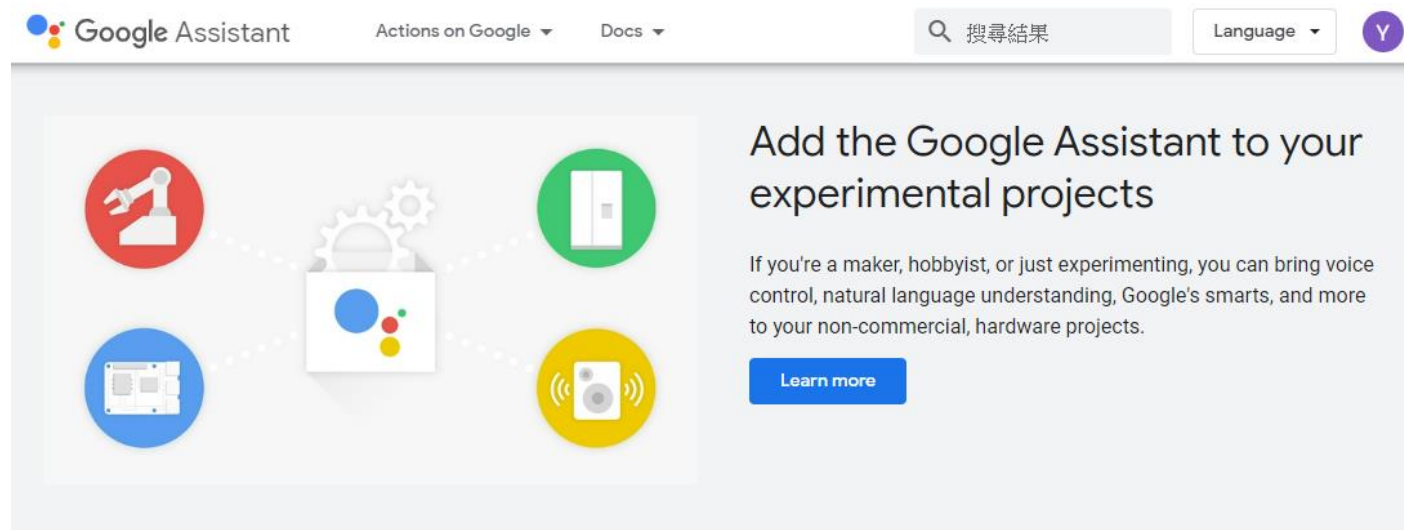 Google Assistant
Actions on Google
Docs
搜尋結果
Language
Y
Add the Google Assistant to your
experimental projects
If you're a maker, hobbyist, or just experimenting, you can bring voice
control, natural language understanding, Google's smarts, and more
to your non-commercial, hardware projects.
Learn more